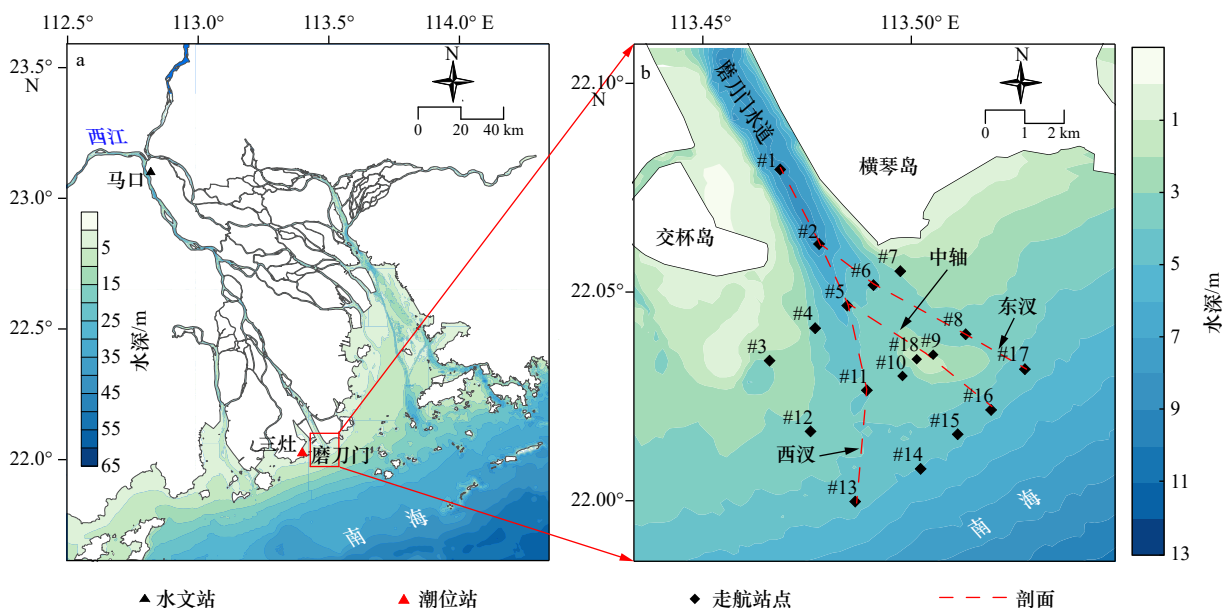 112.5° 113.0° 113.5° 114.0° E
113.45° 113.50° E
a
N
b
N
23.5°
N
23.0°
22.5°
22.0°
0 20 40 km
西江
马口
5
15
25
35
45
55
65
水深/m
三灶
磨刀门
南海
22.10°
N
22.05°
22.00°
0 1 2 km
磨刀门水道
横琴岛
交杯岛
#1
#2
#7
#6
中轴
#5
#4
#8
东汊
#3
#18
#9
#17
#10
#11
#16
#12
#15
西汊
#14
#13
南海
1
3
5
7
9
11
13
水深/m
水文站
潮位站
走航站点
剖面